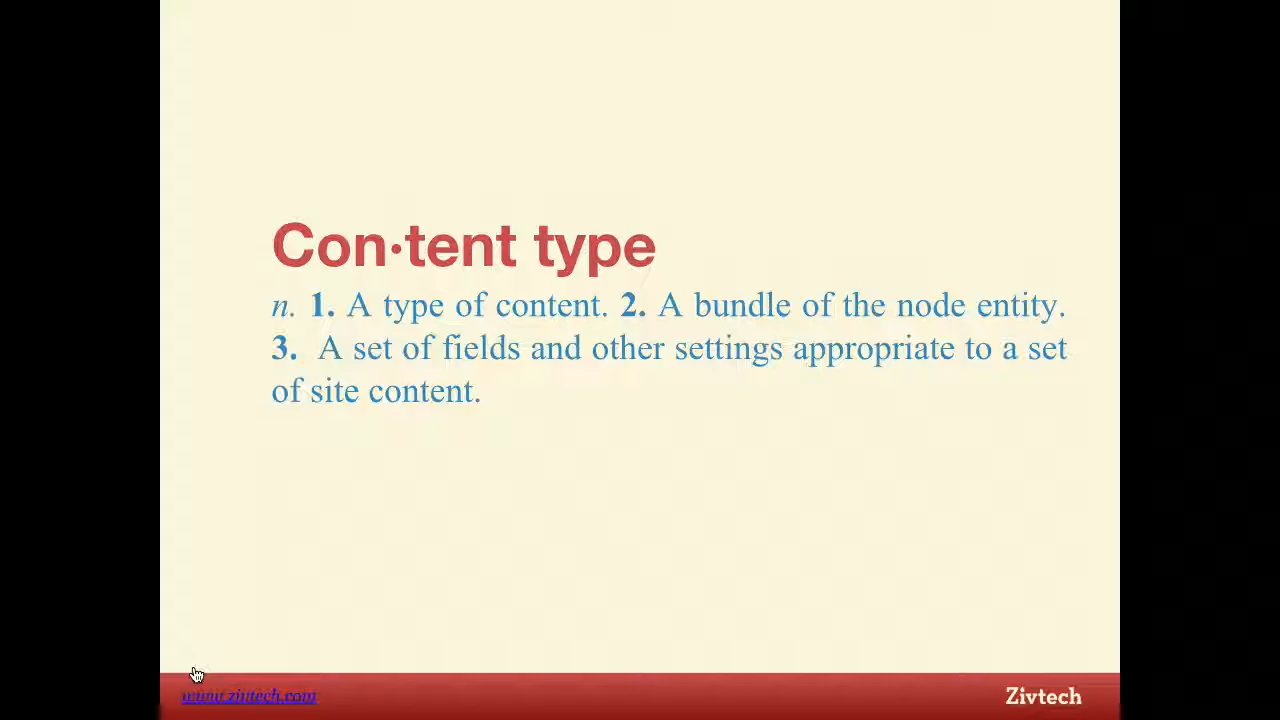 Con·tent type
n. 1. A type of content. 2. A bundle of the node entity.
3. A set of fields and other settings appropriate to a set
of site content.
www.zivtech.com
Zivtech